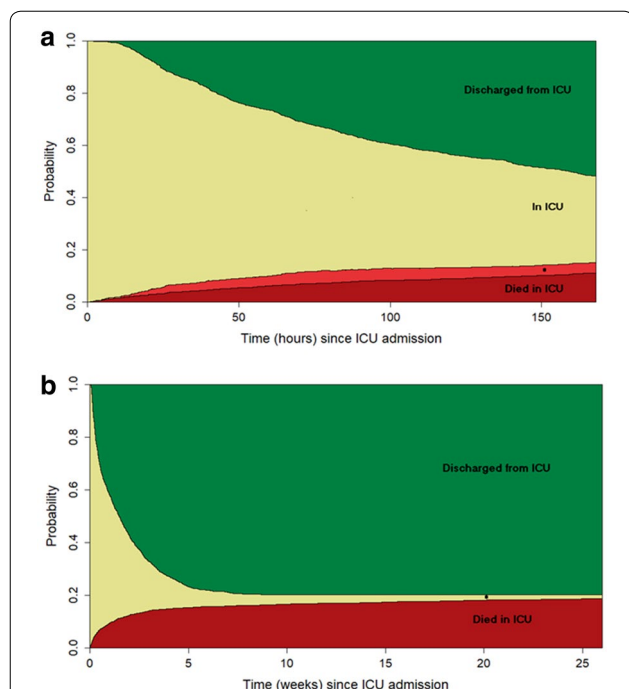 a
1.0
0.8
0.6
0.4
0.2
0.0
Probability
Discharged from ICU
In ICU
Died in ICU
0 50 100 150
Time (hours) since ICU admission
b
1.0
0.8
0.6
0.4
0.2
0.0
Probability
Discharged from ICU
Died in ICU
0 5 10 15 20 25
Time (weeks) since ICU admission